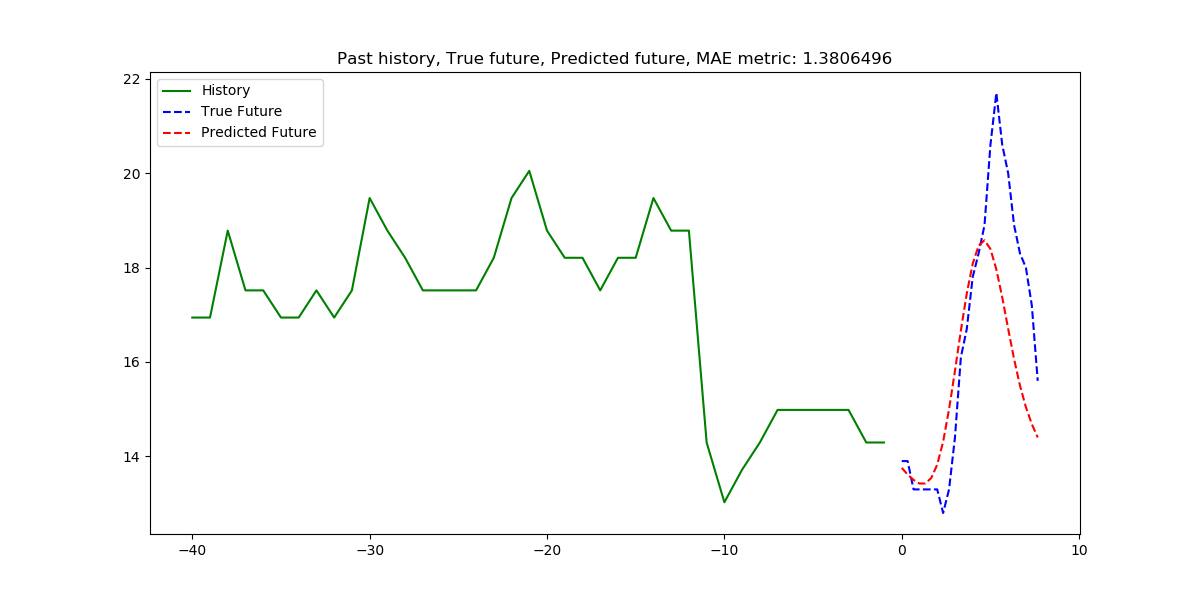 Past history, True future, Predicted future, MAE metric: 1.3806496
22
20
18
16
14
History
True Future
Predicted Future
−40
−30
−20
−10
0
10